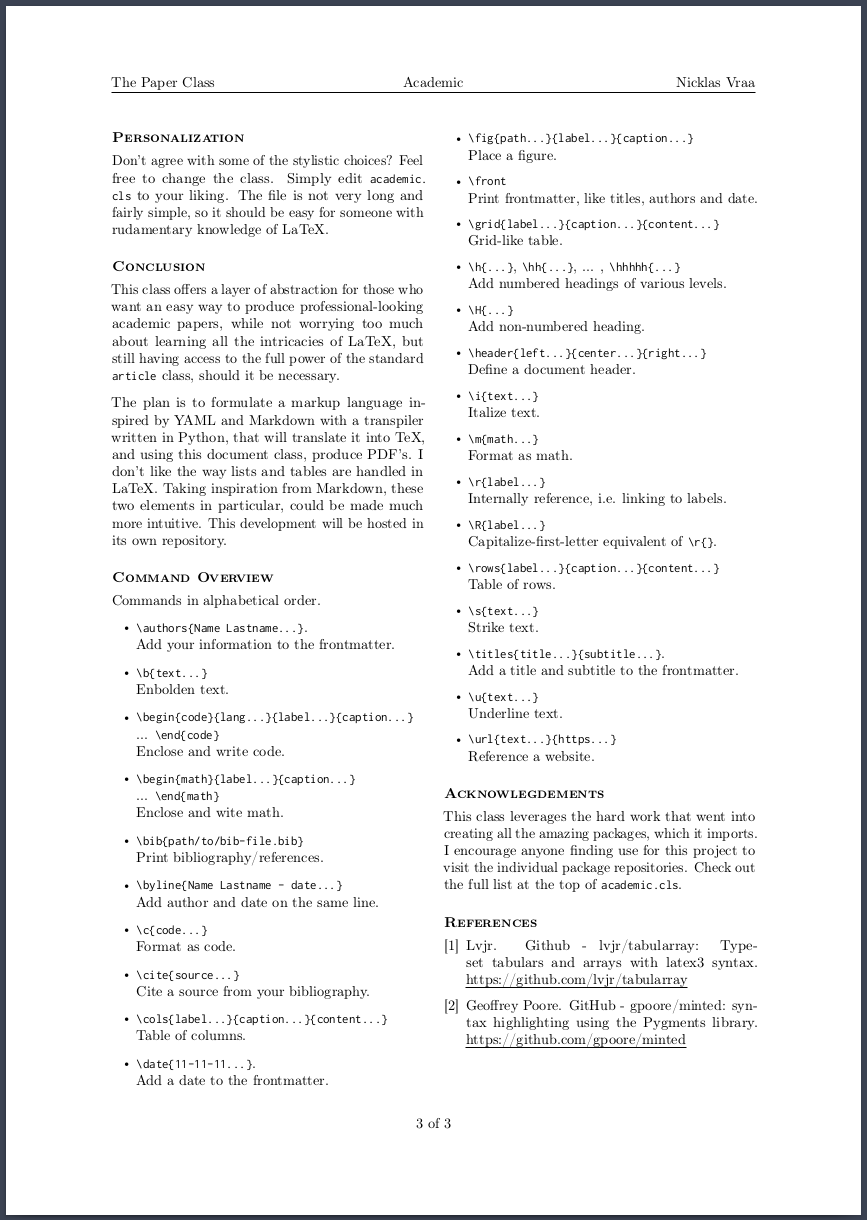 The Paper Class Academic Nicklas Vraa
Personalization
Don't agree with some of the stylistic choices? Feel
free to change the class. Simply edit academic.
cls to your liking. The file is not very long and
fairly simple, so it should be easy for someone with
rudamentary knowledge of LaTeX.
Conclusion
This class offers a layer of abstraction for those who
want an easy way to produce professional-looking
academic papers, while not worrying too much
about learning all the intricacies of LaTeX, but
still having access to the full power of the standard
article class, should it be necessary.
The plan is to formulate a markup language in-
spired by YAML and Markdown with a transpiler
written in Python, that will translate it into TeX,
and using this document class, produce PDF's. I
don't like the way lists and tables are handled in
LaTeX. Taking inspiration from Markdown, these
two elements in particular, could be made much
more intuitive. This development will be hosted in
its own repository.
Command Overview
Commands in alphabetical order.
• \authors{Name Lastname...}.
Add your information to the frontmatter.
• \b{text...}
Enbolden text.
• \begin{code}{lang...}{label...}{caption...}
... \end{code}
Enclose and write code.
• \begin{math}{label...}{caption...}
... \end{math}
Enclose and wite math.
• \bib{path/to/bib-file.bib}
Print bibliography/references.
• \byline{Name Lastname - date...}
Add author and date on the same line.
• \c{code...}
Format as code.
• \cite{source...}
Cite a source from your bibliography.
• \cols{label...}{caption...}{content...}
Table of columns.
• \date{11-11-11...}.
Add a date to the frontmatter.
• \fig{path...}{label...}{caption...}
Place a figure.
• \front
Print frontmatter, like titles, authors and date.
• \grid{label...}{caption...}{content...}
Grid-like table.
• \h{...}, \hh{...}, ... , \hhhhh{...}
Add numbered headings of various levels.
• \H{...}
Add non-numbered heading.
• \header{left...}{center...}{right...}
Define a document header.
• \i{text...}
Italize text.
• \m{math...}
Format as math.
• \r{label...}
Internally reference, i.e. linking to labels.
• \R{label...}
Capitalize-first-letter equivalent of \r{}.
• \rows{label...}{caption...}{content...}
Table of rows.
• \s{text...}
Strike text.
• \titles{title...}{subtitle...}.
Add a title and subtitle to the frontmatter.
• \u{text...}
Underline text.
• \url{text...}{https...}
Reference a website.
Acknowlegdements
This class leverages the hard work that went into
creating all the amazing packages, which it imports.
I encourage anyone finding use for this project to
visit the individual package repositories. Check out
the full list at the top of academic.cls.
References
[1] Lvjr. Github - lvjr/tabularray: Type-
set tabulars and arrays with latex3 syntax.
https://github.com/lvjr/tabularray
[2] Geoffrey Poore. GitHub - gpoore/minted: syn-
tax highlighting using the Pygments library.
https://github.com/gpoore/minted
3 of 3